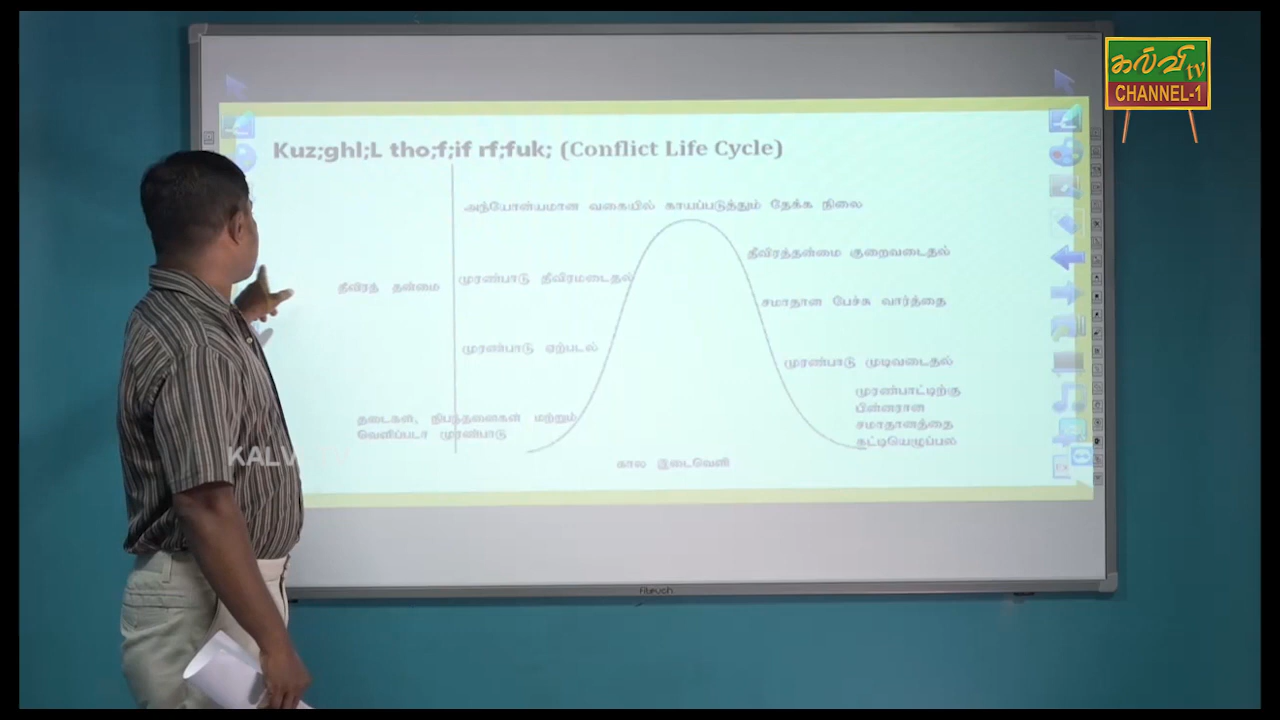 கல்வி tv
CHANNEL-1
Kuz;ghl;L tho;f;if rf;fuk; (Conflict Life Cycle)
அந்யோன்யமான வகையில் காயப்படுத்தும் தேக்க நிலை
தீவிரத்தன்மை குறைவடைதல்
முரண்பாடு தீவிரமடைதல்
தீவிரத் தன்மை
சமாதான பேச்சு வார்த்தை
முரண்பாடு ஏற்படல்
முரண்பாடு முடிவடைதல்
முரண்பாட்டிற்கு
பின்னரான
சமாதானத்தை
கட்டியெழுப்பல்
தடைகள், நிபந்தனைகள் மற்றும்
வெளிப்படா முரண்பாடு
கால இடைவெளி